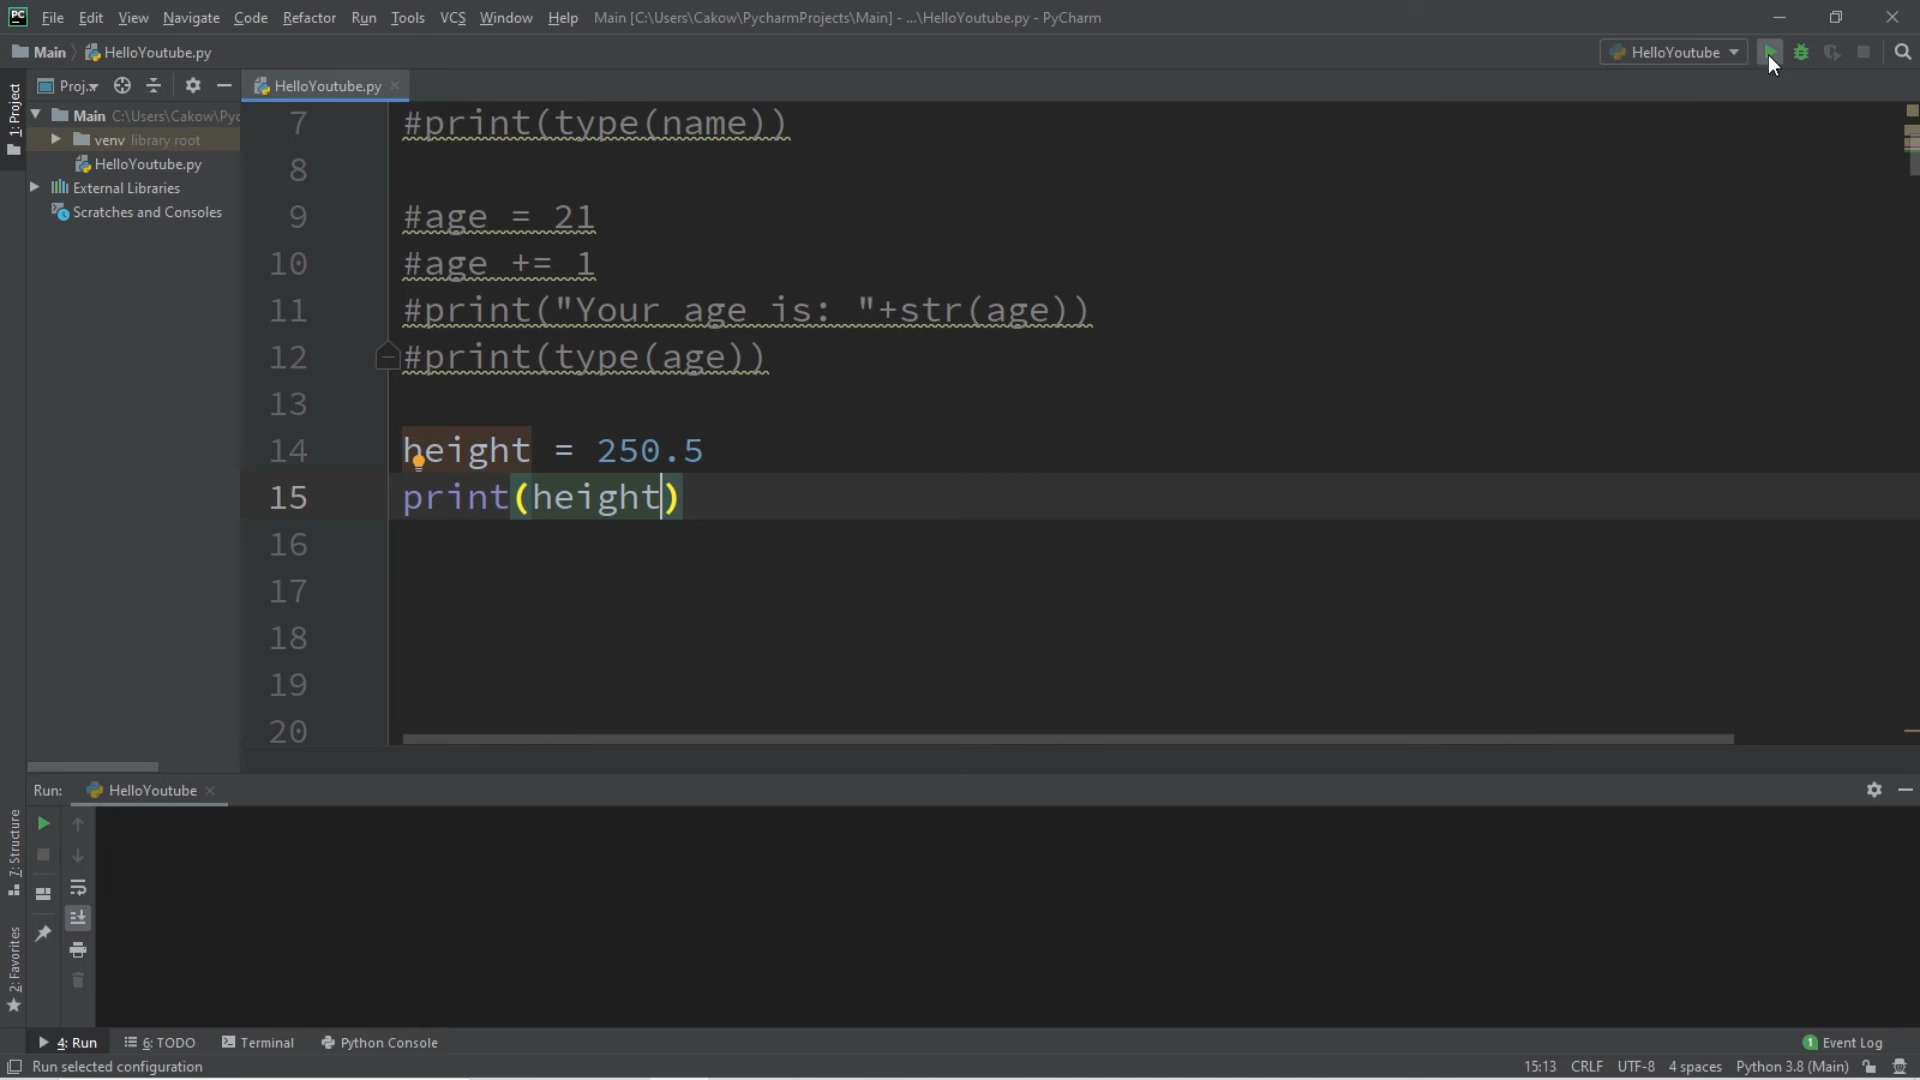 PC File Edit View Navigate Code Refactor Run Tools VCS Window Help Main [C:\Users\Cakow\PycharmProjects\Main] - ...\HelloYoutube.py - PyCharm
Main HelloYoutube.py HelloYoutube
1: Project Proj... HelloYoutube.py
Main C:\Users\Cakow\Pyc
venv library root
HelloYoutube.py
External Libraries
Scratches and Consoles
7 #print(type(name))
8
9 #age = 21
10 #age += 1
11 #print("Your age is: "+str(age))
12 #print(type(age))
13
14 height = 250.5
15 print(height)
16
17
18
19
20
Run: HelloYoutube
7: Structure
2: Favorites
4: Run 6: TODO Terminal Python Console 1 Event Log
Run selected configuration 15:13 CRLF UTF-8 4 spaces Python 3.8 (Main)